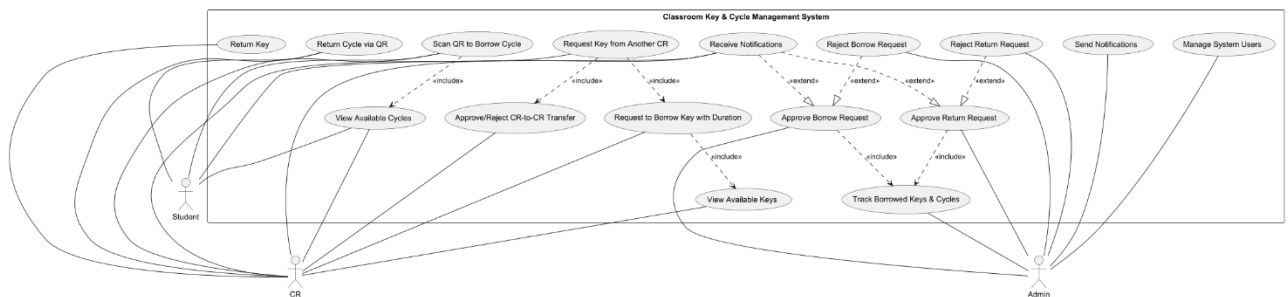 Classroom Key & Cycle Management System
Return Key
Return Cycle via QR
Scan QR to Borrow Cycle
Request Key from Another CR
Receive Notifications
Reject Borrow Request
Reject Return Request
Send Notifications
Manage System Users
«include»
«include»
«include»
«extend»
«extend»
«extend»
«extend»
View Available Cycles
Approve/Reject CR-to-CR Transfer
Request to Borrow Key with Duration
Approve Borrow Request
Approve Return Request
«include»
«include»
«include»
View Available Keys
Track Borrowed Keys & Cycles
Student
CR
Admin